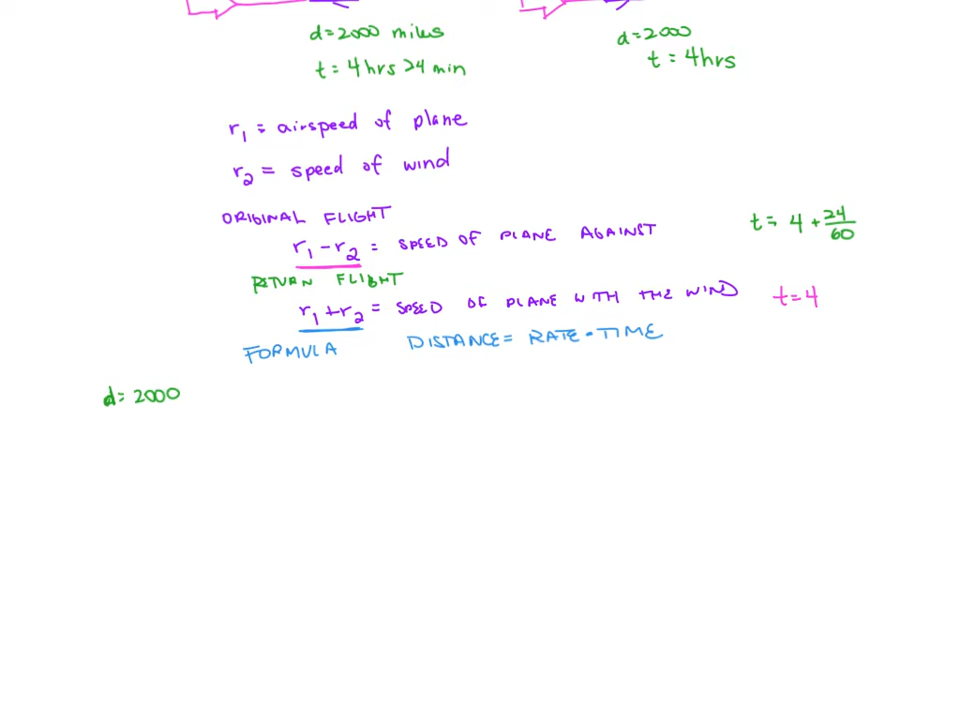 d=2000 miles
t = 4 hrs 24 min
d=2000
t = 4hrs
r1 = airspeed of plane
r2 = speed of wind
ORIGINAL FLIGHT
r1 - r2 = SPEED OF PLANE AGAINST
t= 4 + 24/60
RETURN FLIGHT
r1 + r2 = SPEED OF PLANE WITH THE WIND
t=4
FORMULA DISTANCE= RATE • TIME
d= 2000